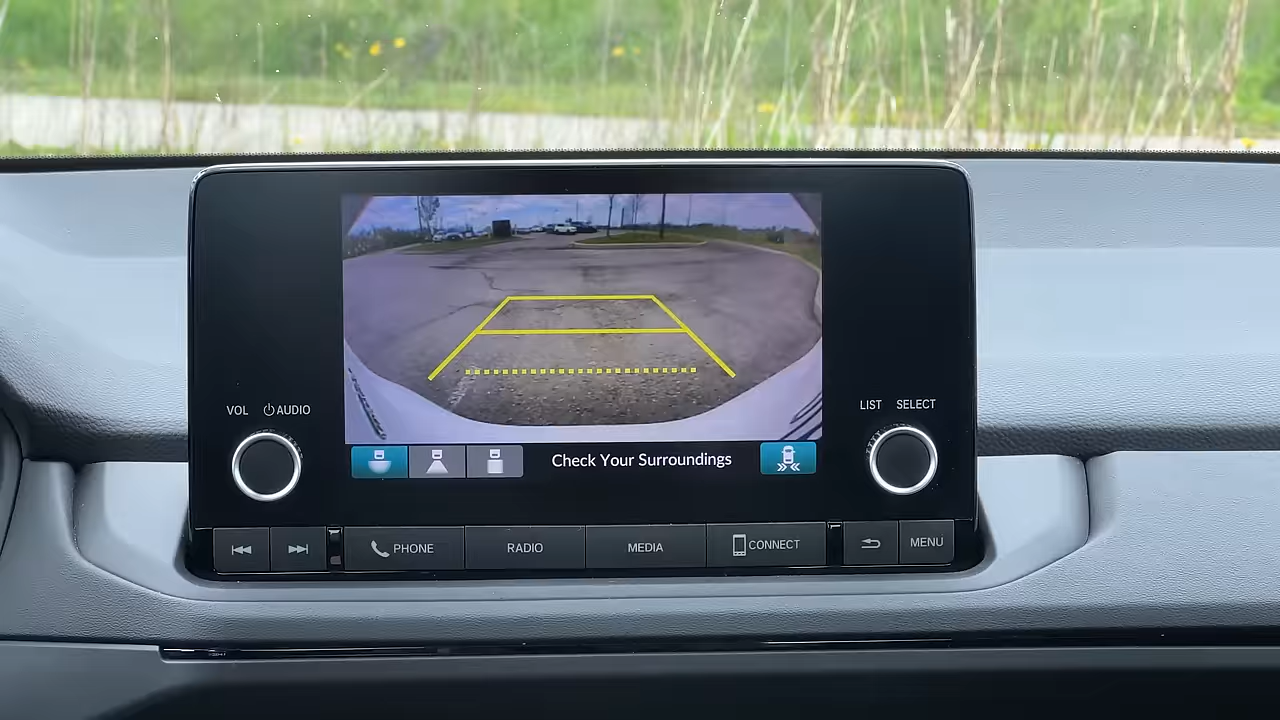 Check Your Surroundings
VOL AUDIO
LIST SELECT
PHONE
RADIO
MEDIA
CONNECT
MENU